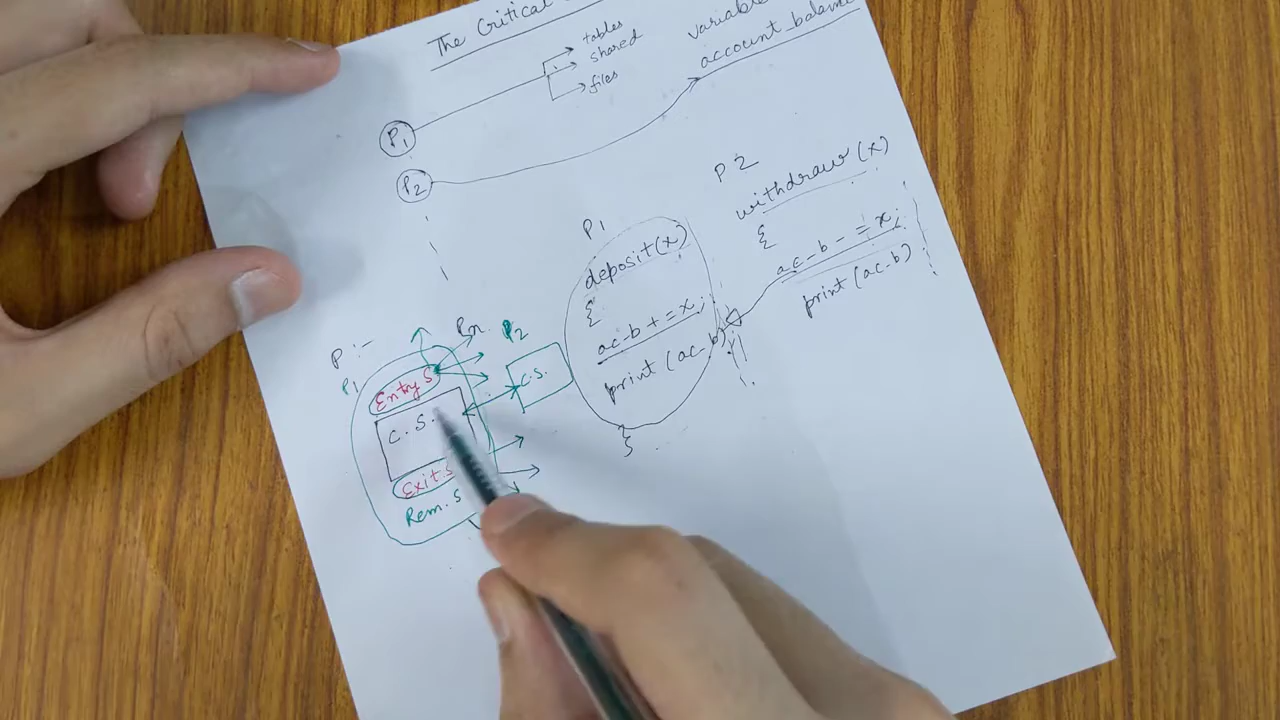 The Critical
variable
account_balance
tables
shared
files
P1
P2
P2
withdraw(x)
{
ac-b - = x;
print(ac-b)
P1
deposit(x)
{
ac-b + = x;
print(ac-b)
}
P :-
P1
Pn.
P2
Entry S
C.S.
C.S.
Exit S
Rem. S